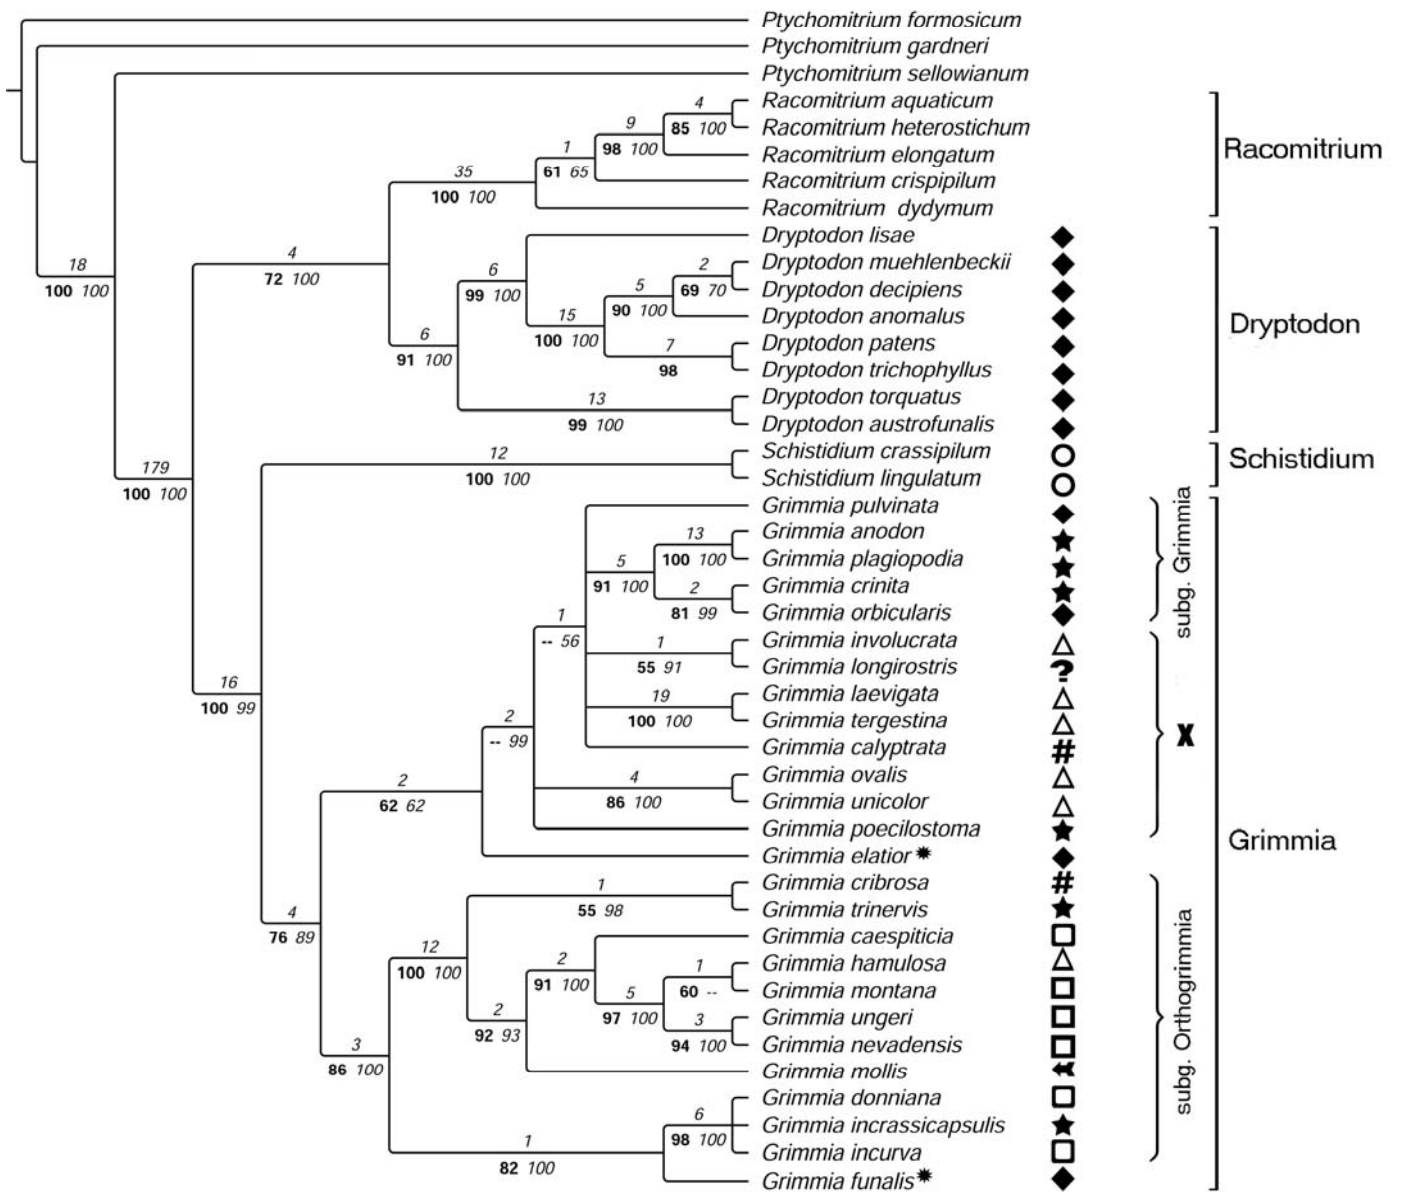 Ptychomitrium formosicum
Ptychomitrium gardneri
Ptychomitrium sellowianum
4
Racomitrium aquaticum
85 100
Racomitrium heterostichum
9
98 100
Racomitrium elongatum
1
61 65
Racomitrium crispipilum
35
100 100
Racomitrium dydymum
Racomitrium
Dryptodon lisae
4
72 100
18
100 100
6
99 100
2
69 70
Dryptodon muehlenbeckii
Dryptodon decipiens
5
90 100
Dryptodon anomalus
15
100 100
Dryptodon patens
7
98
Dryptodon trichophyllus
6
91 100
Dryptodon torquatus
13
99 100
Dryptodon austrofunalis
Dryptodon
Schistidium crassipilum
12
100 100
Schistidium lingulatum
Schistidium
179
100 100
Grimmia pulvinata
Grimmia anodon
13
100 100
Grimmia plagiopodia
5
91 100
Grimmia crinita
2
81 99
Grimmia orbicularis
subg. Grimmia
1
-- 56
Grimmia involucrata
1
55 91
Grimmia longirostris
?
Grimmia laevigata
19
100 100
Grimmia tergestina
16
100 99
2
-- 99
Grimmia calyptrata
#
X
Grimmia ovalis
4
86 100
Grimmia unicolor
2
62 62
Grimmia poecilostoma
Grimmia elatior*
Grimmia
Grimmia cribrosa
#
1
55 98
Grimmia trinervis
4
76 89
Grimmia caespiticia
12
100 100
Grimmia hamulosa
2
91 100
1
60 --
Grimmia montana
5
97 100
Grimmia ungeri
3
94 100
Grimmia nevadensis
2
92 93
Grimmia mollis
3
86 100
Grimmia donniana
6
98 100
Grimmia incrassicapsulis
Grimmia incurva
1
82 100
Grimmia funalis*
subg. Orthogrimmia